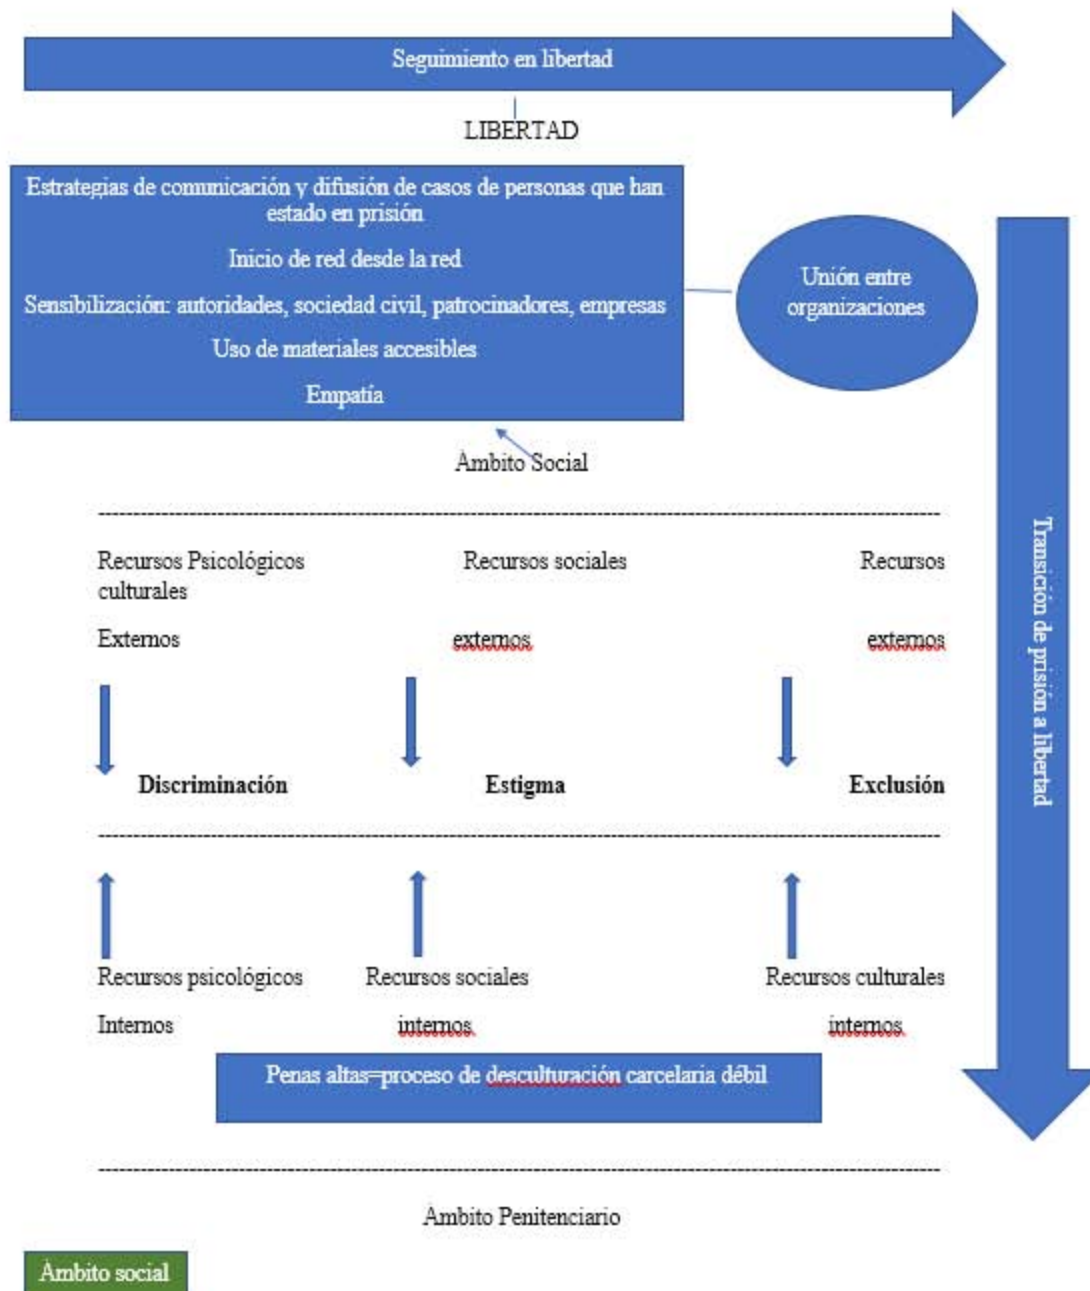 Seguimiento en libertad
LIBERTAD
Estrategias de comunicación y difusión de casos de personas que han
estado en prisión
Inicio de red desde la red
Sensibilización: autoridades, sociedad civil, patrocinadores, empresas
Uso de materiales accesibles
Empatía
Unión entre
organizaciones
Ámbito Social
Recursos Psicológicos Recursos sociales Recursos
culturales
Externos externos externos
Discriminación Estigma Exclusión
Recursos psicológicos Recursos sociales Recursos culturales
Internos internos internos
Penas altas=proceso de desculturación carcelaria débil
Ámbito Penitenciario
Ámbito social
Transición de prisión a libertad